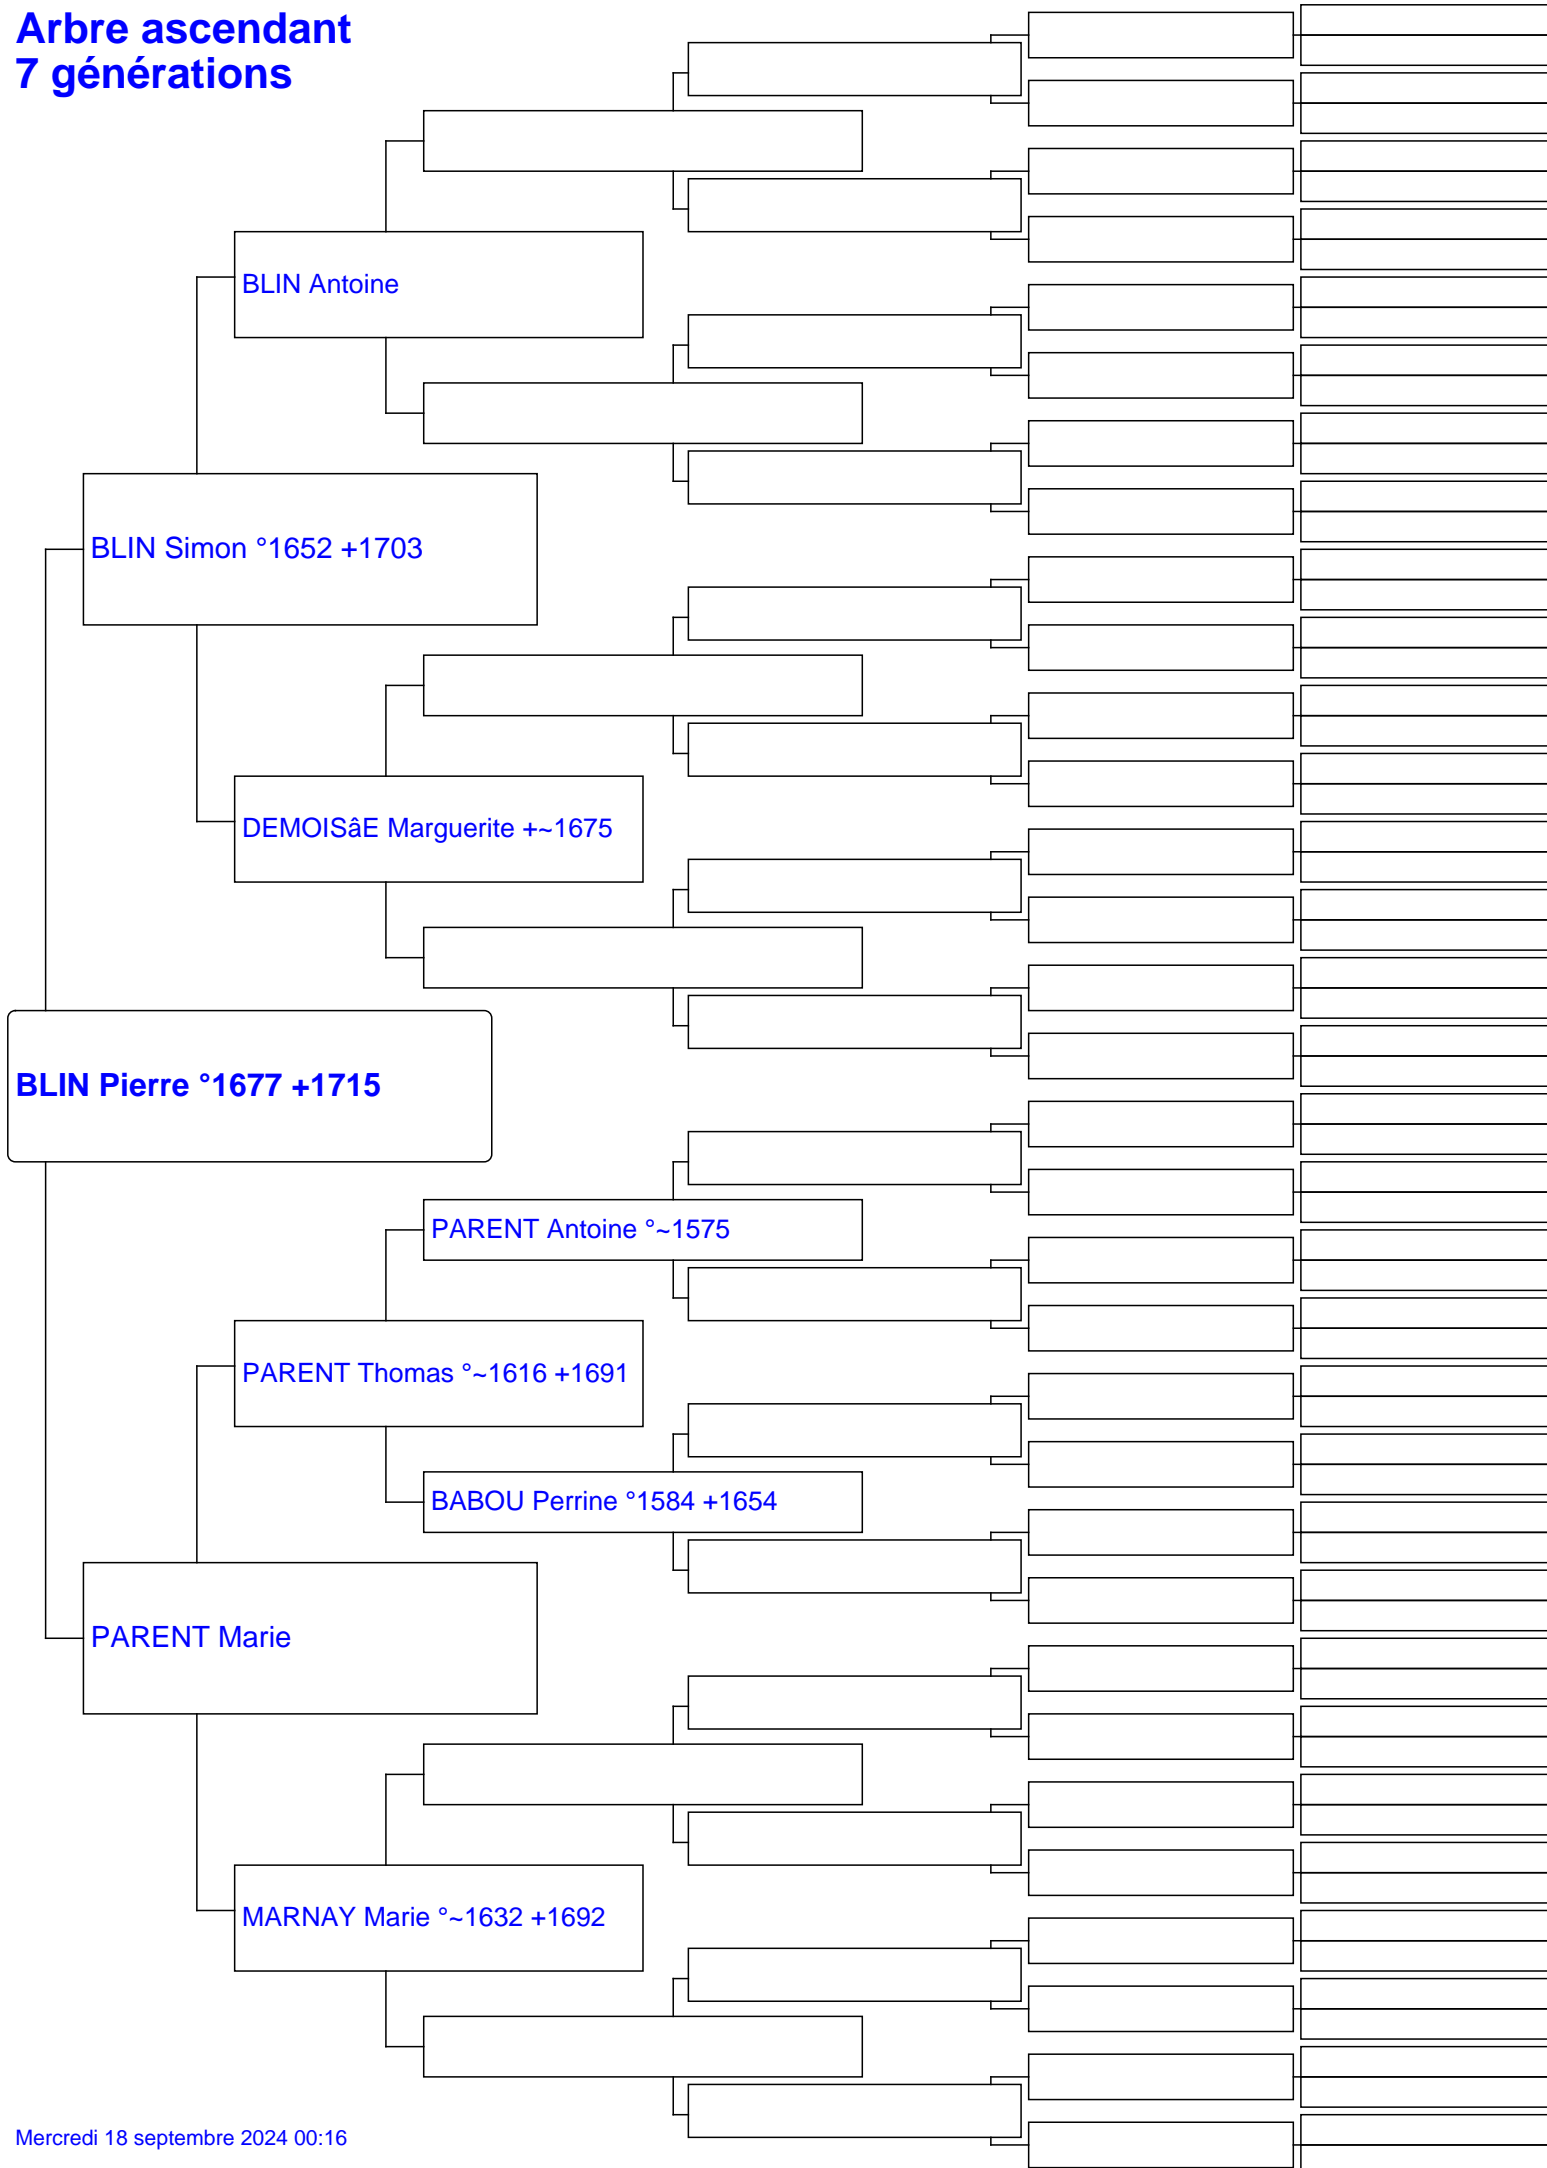 Arbre ascendant
7 générations
BLIN Antoine
BLIN Simon °1652 +1703
DEMOISâE Marguerite +~1675
BLIN Pierre °1677 +1715
PARENT Antoine °~1575
PARENT Thomas °~1616 +1691
BABOU Perrine °1584 +1654
PARENT Marie
MARNAY Marie °~1632 +1692
Mercredi 18 septembre 2024 00:16